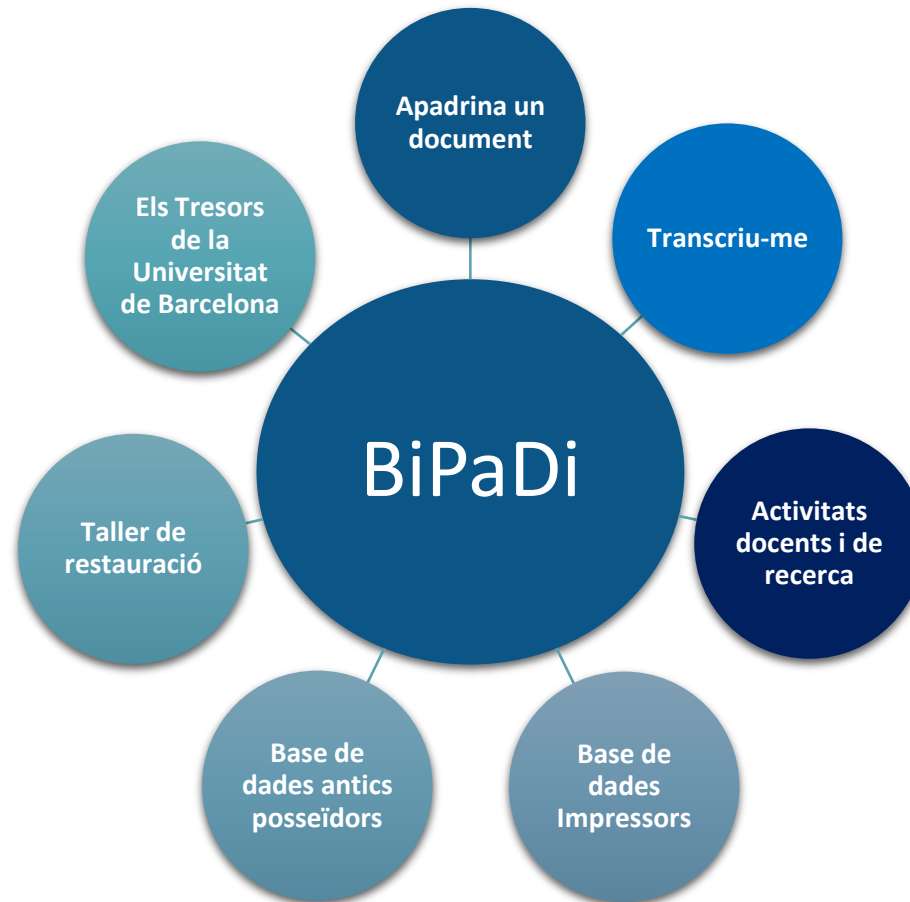 Apadrina un
document
Transcriu-me
Els Tresors
de la
Universitat
de Barcelona
BiPaDi
Activitats
docents i de
recerca
Taller de
restauració
Base de
dades antics
posseïdors
Base de
dades
Impressors